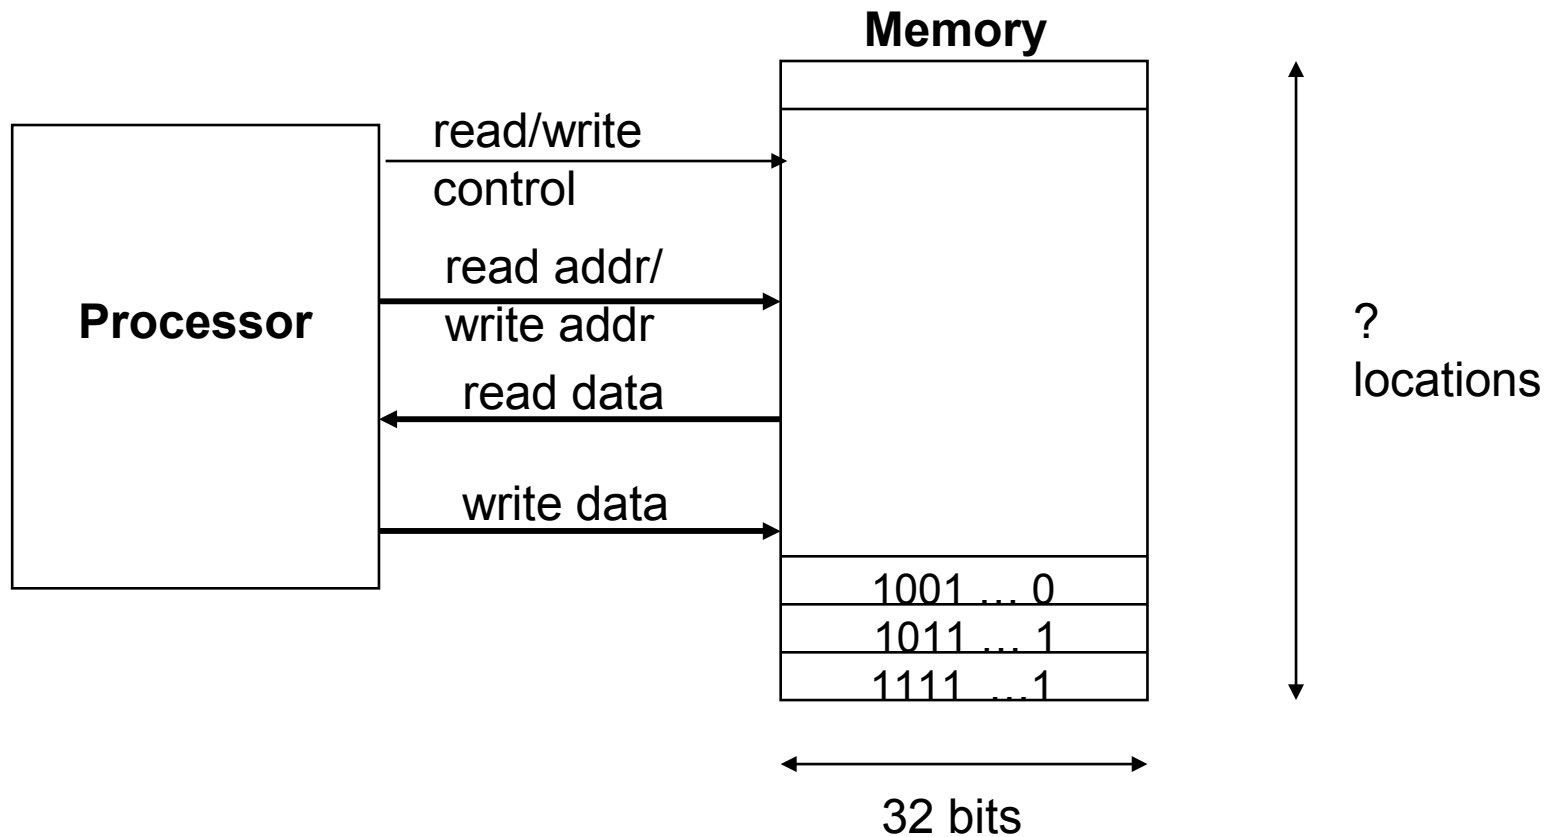 Memory
read/write
control
read addr/
write addr
Processor
read data
write data
?
locations
1001 ... 0
1011 ... 1
1111 ...1
32 bits